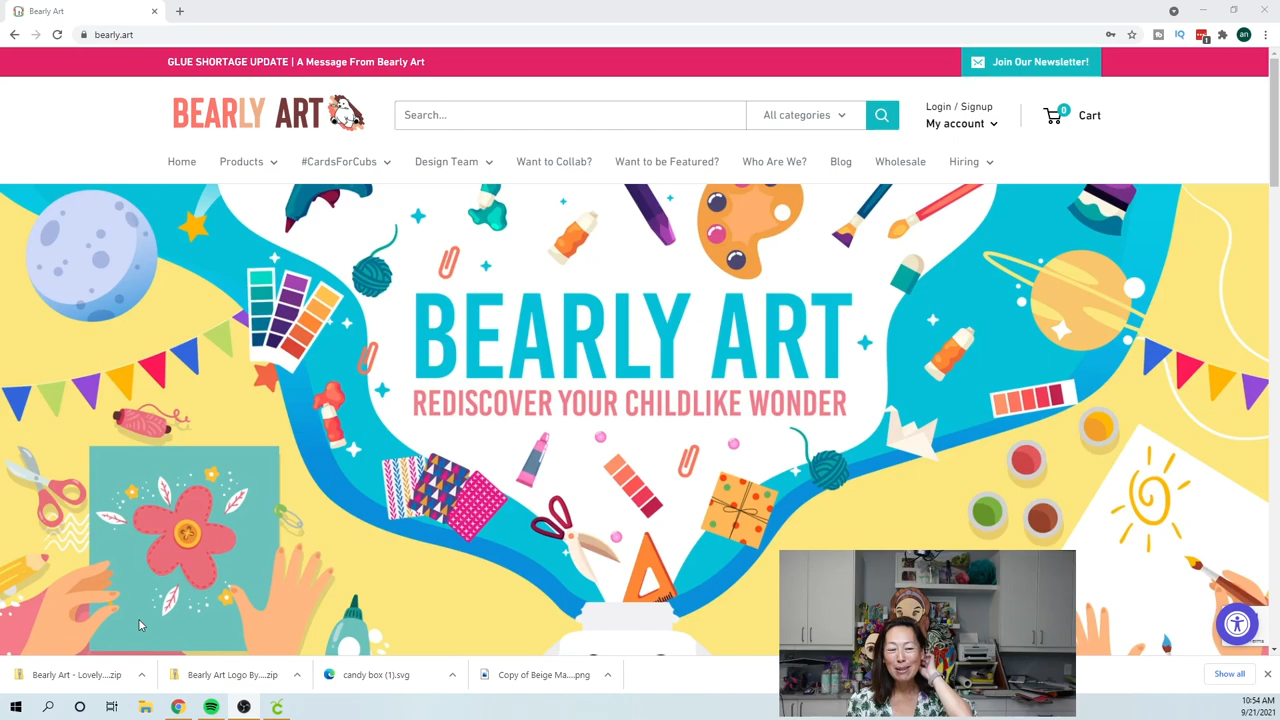 Bearly Art
bearly.art
1
an
GLUE SHORTAGE UPDATE | A Message From Bearly Art
Join Our Newsletter!
BEARLY ART
Search...
All categories
Login / Signup
My account
0
Cart
Home
Products
#CardsForCubs
Design Team
Want to Collab?
Want to be Featured?
Who Are We?
Blog
Wholesale
Hiring
BEARLY ART
REDISCOVER YOUR CHILDLIKE WONDER
Bearly Art - Lovely....zip
Bearly Art Logo By....zip
candy box (1).svg
Copy of Beige Ma....png
Show all
10:54 AM
9/21/2021